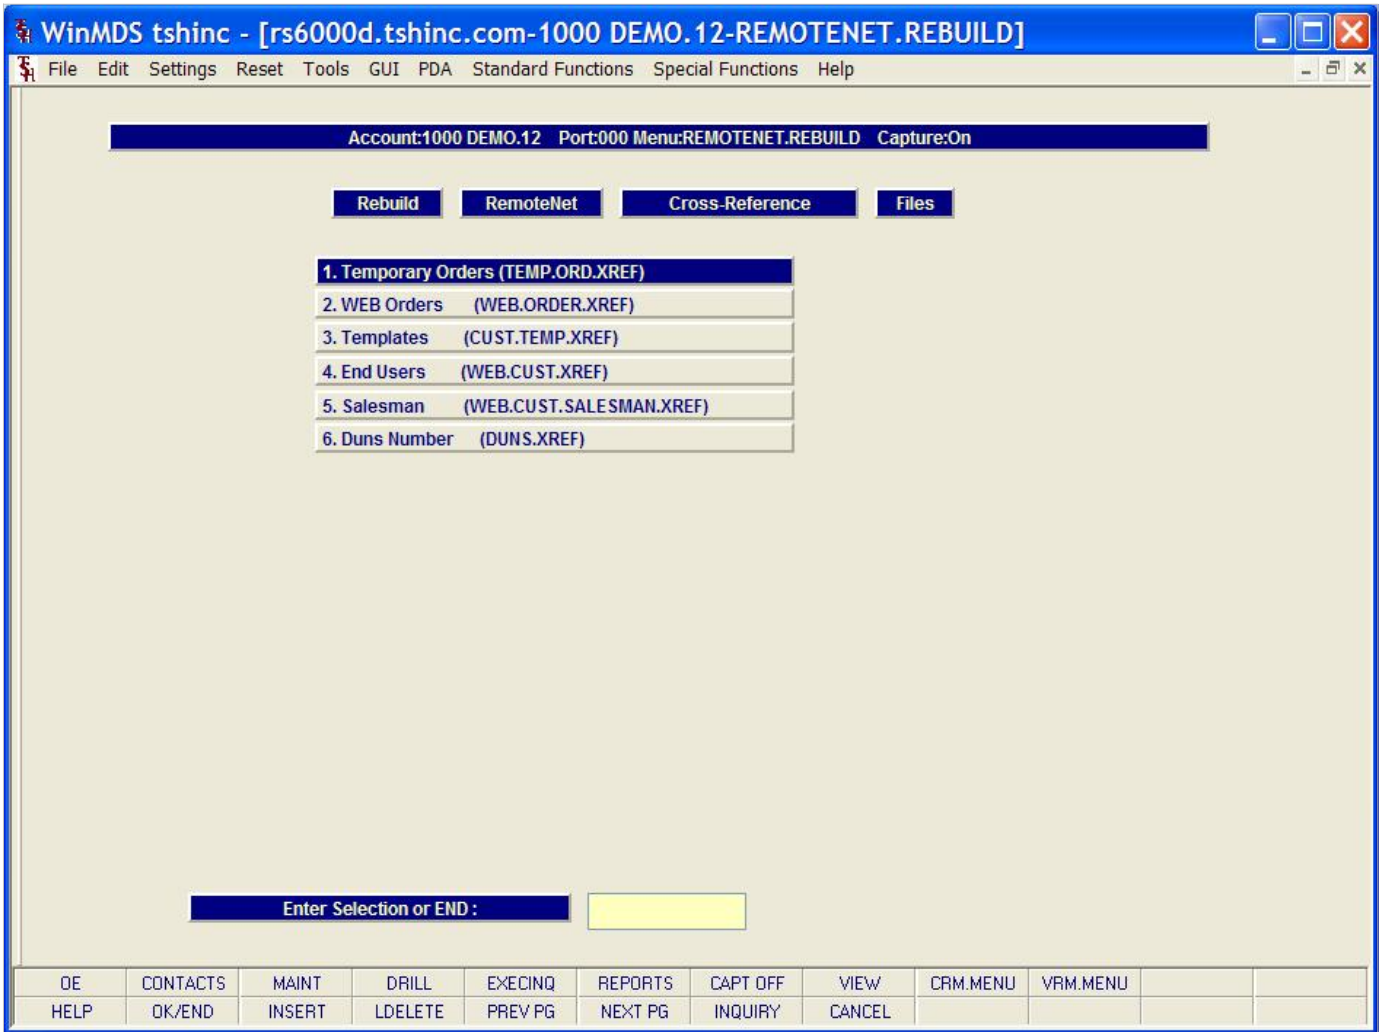 WinMDS tshinc - [rs6000d.tshinc.com-1000 DEMO.12-REMOTENET.REBUILD]
File Edit Settings Reset Tools GUI PDA Standard Functions Special Functions Help
Account:1000 DEMO.12 Port:000 Menu:REMOTENET.REBUILD Capture:On
Rebuild RemoteNet Cross-Reference Files
1. Temporary Orders (TEMP.ORD.XREF)
2. WEB Orders (WEB.ORDER.XREF)
3. Templates (CUST.TEMP.XREF)
4. End Users (WEB.CUST.XREF)
5. Salesman (WEB.CUST.SALESMAN.XREF)
6. Duns Number (DUNS.XREF)
Enter Selection or END :
OE CONTACTS MAINT DRILL EXECINQ REPORTS CAPT OFF VIEW CRM.MENU VRM.MENU
HELP OK/END INSERT LDELETE PREV PG NEXT PG INQUIRY CANCEL